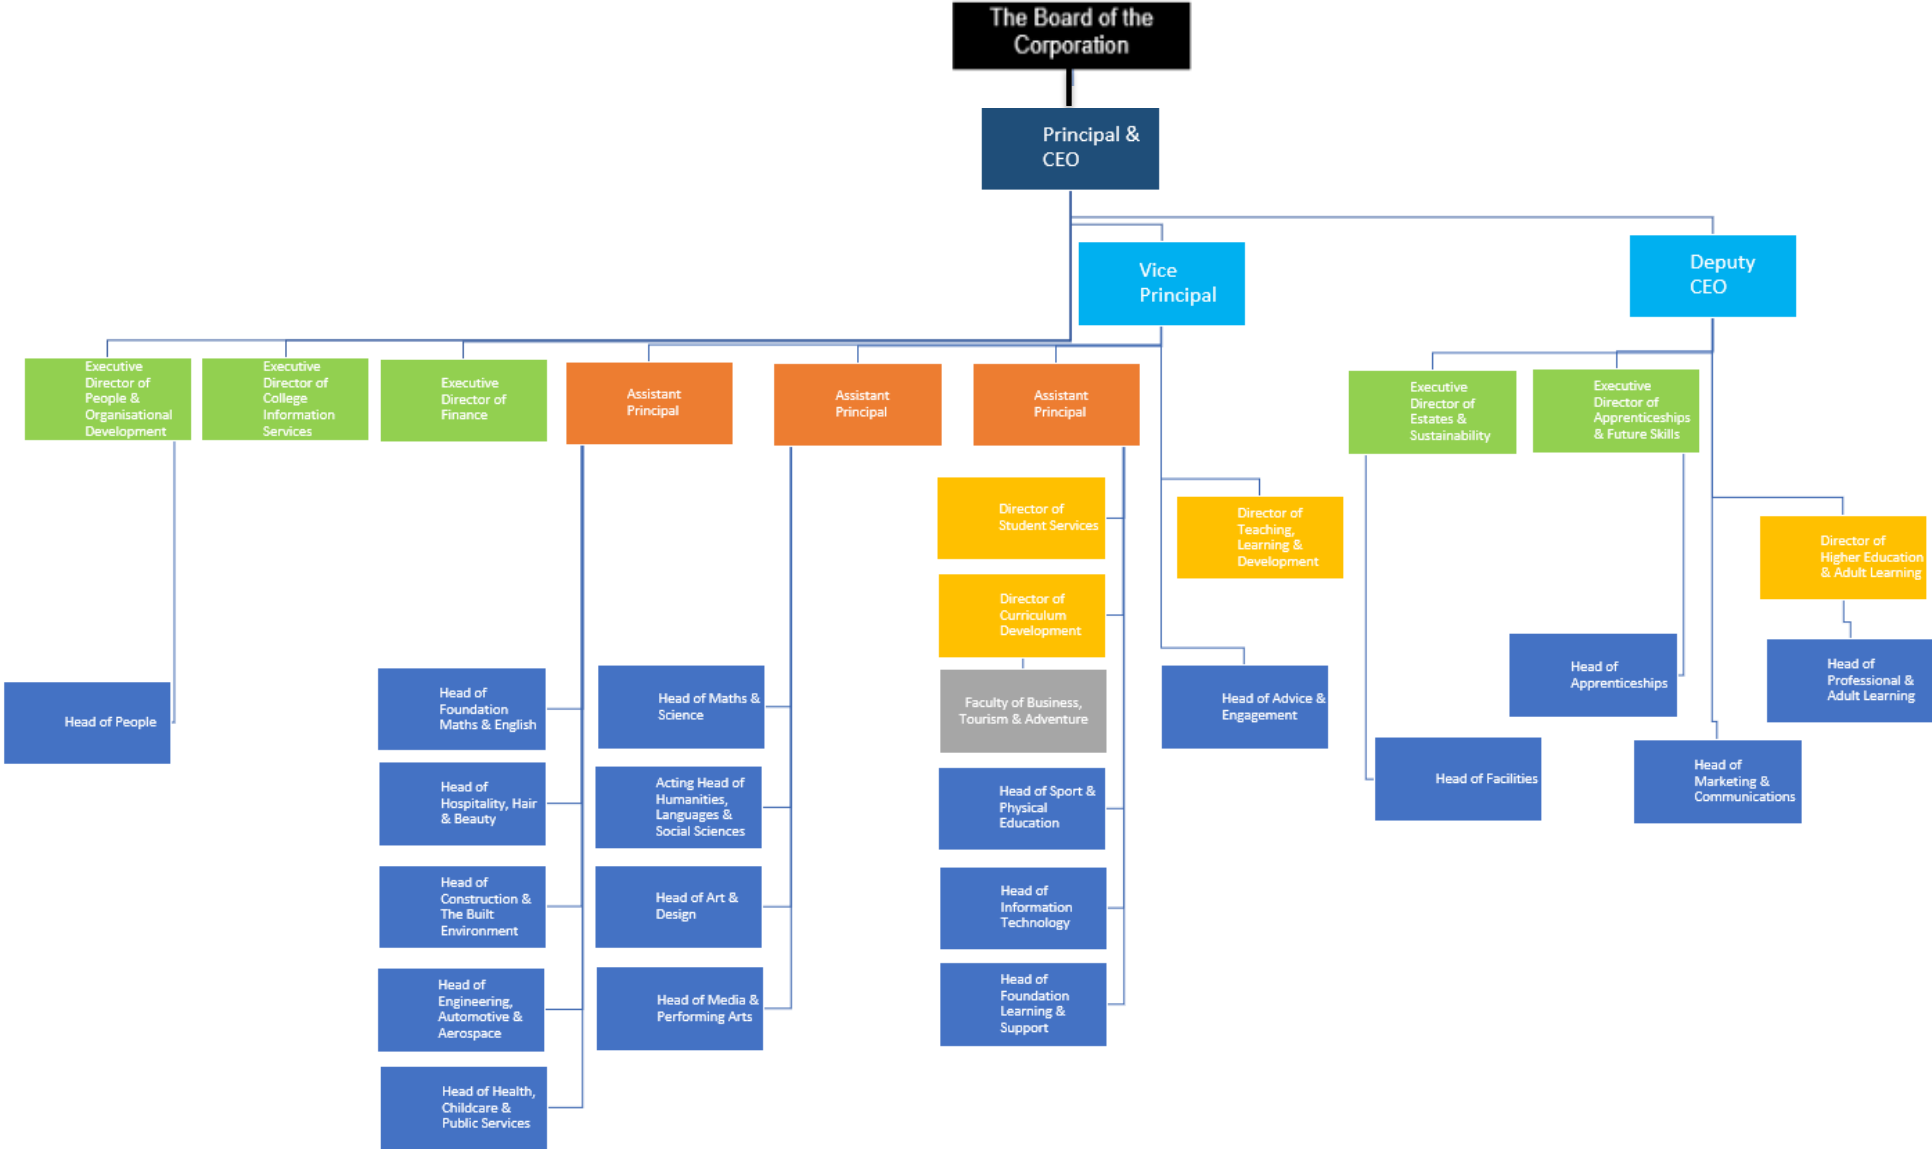 The Board of the
Corporation
Principal &
CEO
Vice
Principal
Deputy
CEO
Executive
Director of
People &
Organisational
Development
Executive
Director of
College
Information
Services
Executive
Director of
Finance
Assistant
Principal
Assistant
Principal
Assistant
Principal
Executive
Director of
Estates &
Sustainability
Executive
Director of
Apprenticeships
& Future Skills
Director of
Student Services
Director of
Teaching,
Learning &
Development
Director of
Higher Education
& Adult Learning
Director of
Curriculum
Development
Head of People
Head of
Foundation
Maths & English
Head of Maths &
Science
Faculty of Business,
Tourism & Adventure
Head of Advice &
Engagement
Head of
Apprenticeships
Head of
Professional &
Adult Learning
Head of
Hospitality, Hair
& Beauty
Acting Head of
Humanities,
Languages &
Social Sciences
Head of Sport &
Physical
Education
Head of Facilities
Head of
Marketing &
Communications
Head of
Construction &
The Built
Environment
Head of Art &
Design
Head of
Information
Technology
Head of
Engineering,
Automotive &
Aerospace
Head of Media &
Performing Arts
Head of
Foundation
Learning &
Support
Head of Health,
Childcare &
Public Services